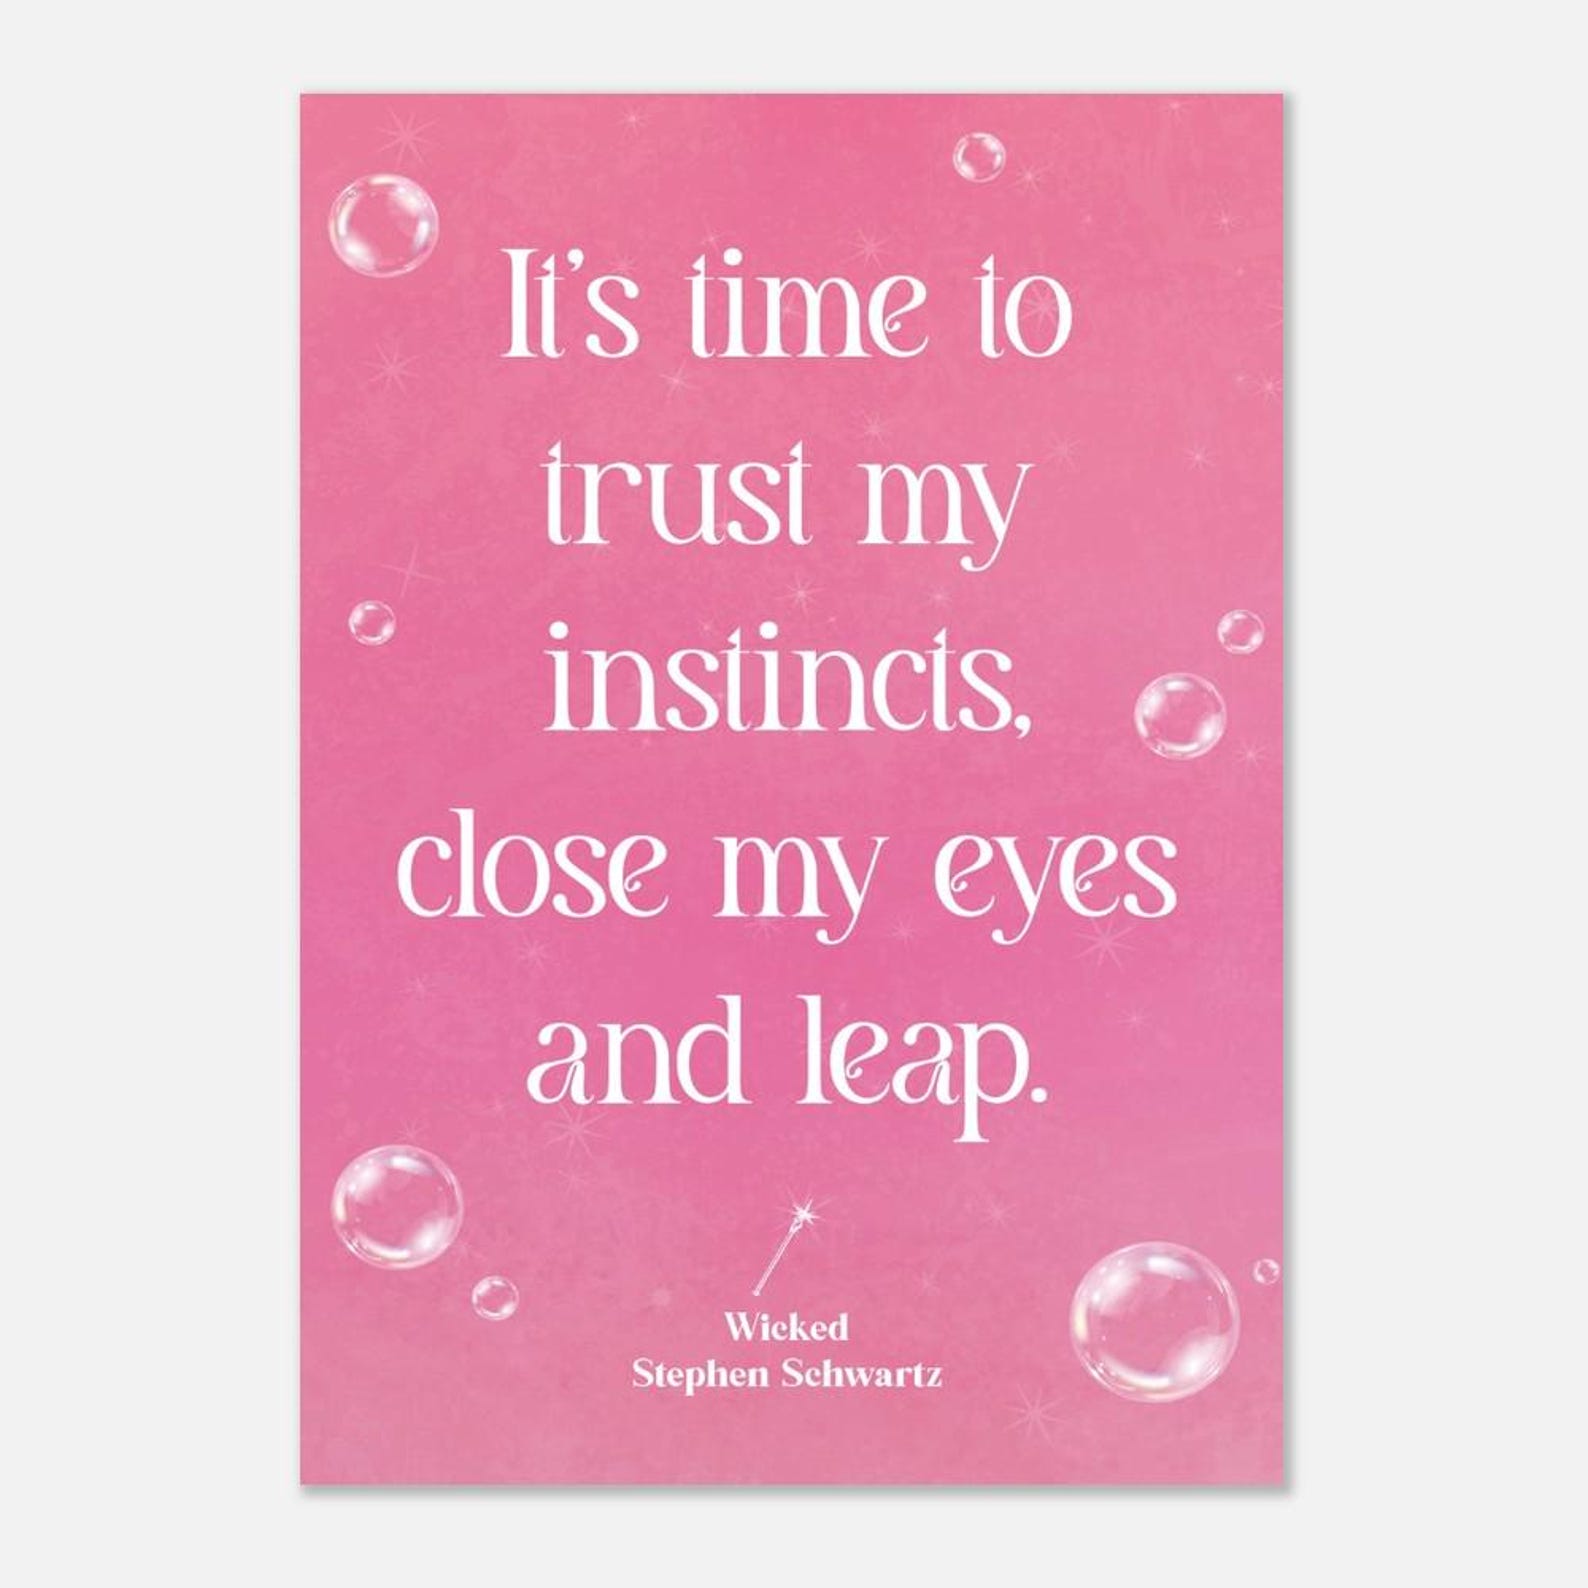 It’s time to
trust my
instincts,
close my eyes
and leap.
Wicked
Stephen Schwartz